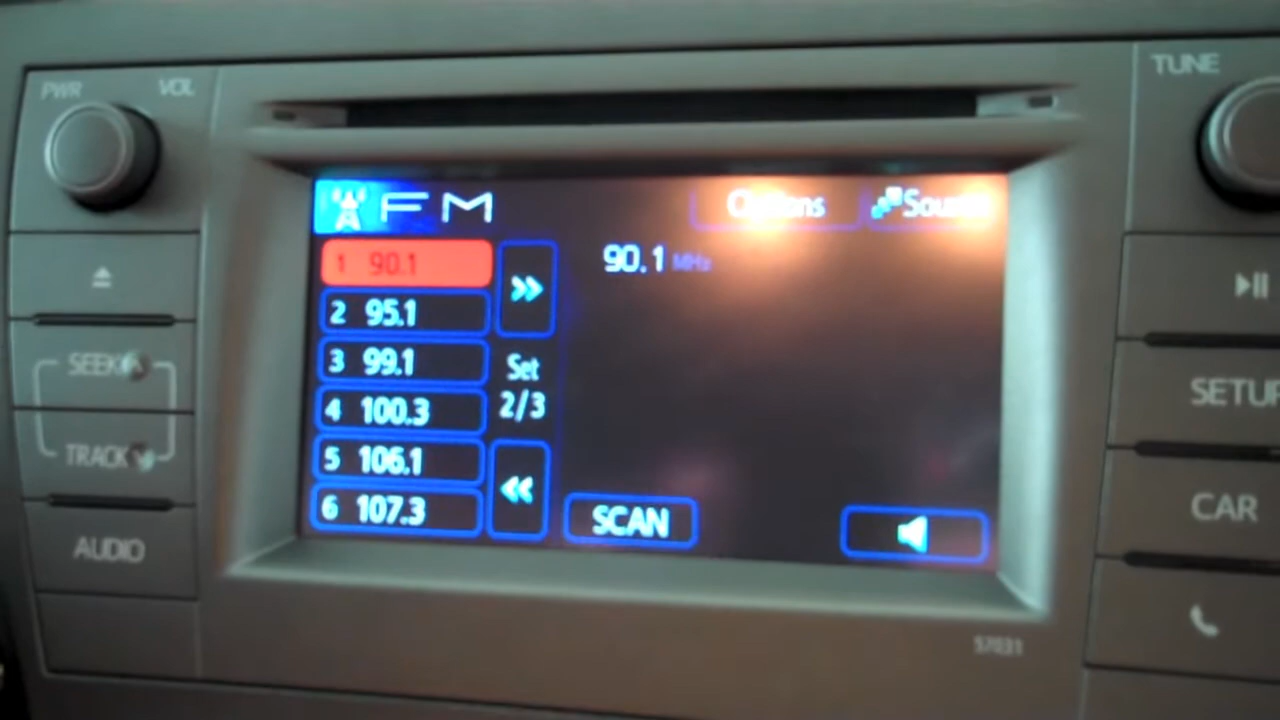 PWR VOL
TUNE
FM
Options
Source
1 90.1
90.1 MHz
2 95.1
3 99.1
Set
2/3
4 100.3
5 106.1
6 107.3
SCAN
SEEK
TRACK
AUDIO
SETUP
CAR
57031